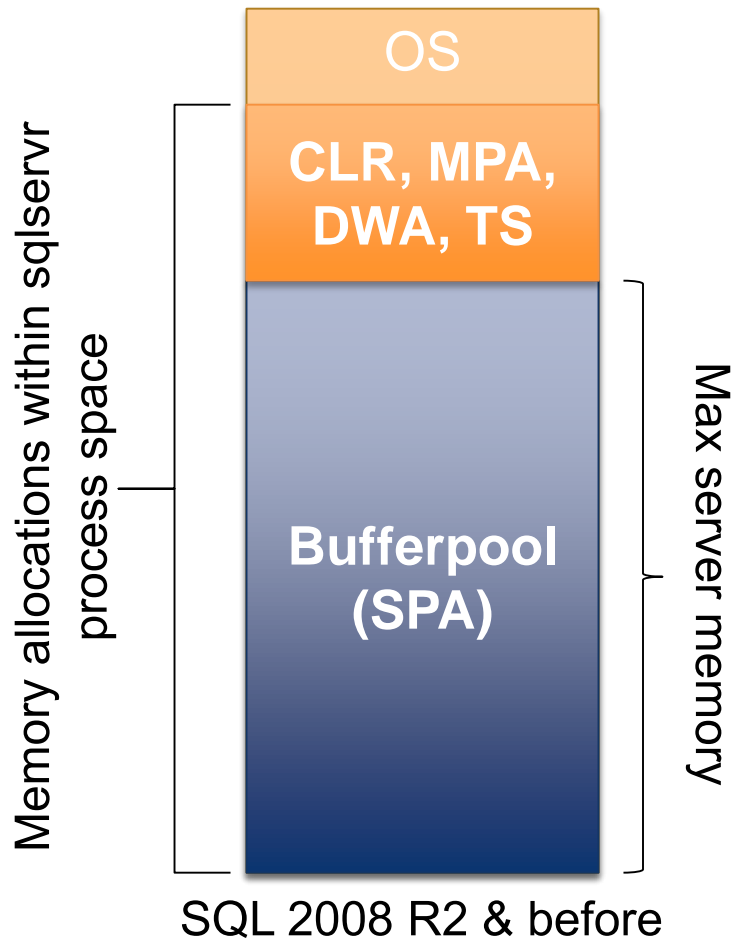 OS
CLR, MPA,
DWA, TS
Memory allocations within sqlservr
process space
Bufferpool
(SPA)
Max server memory
SQL 2008 R2 & before